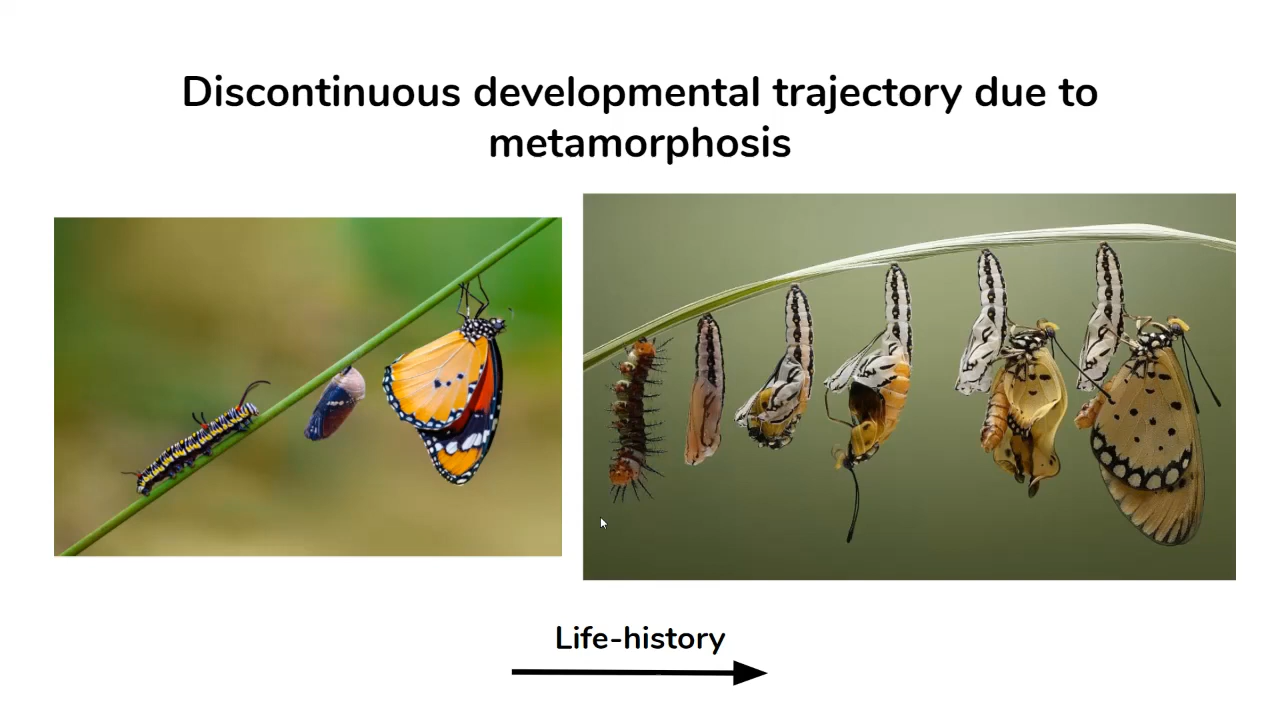 Discontinuous developmental trajectory due to
metamorphosis
Life-history